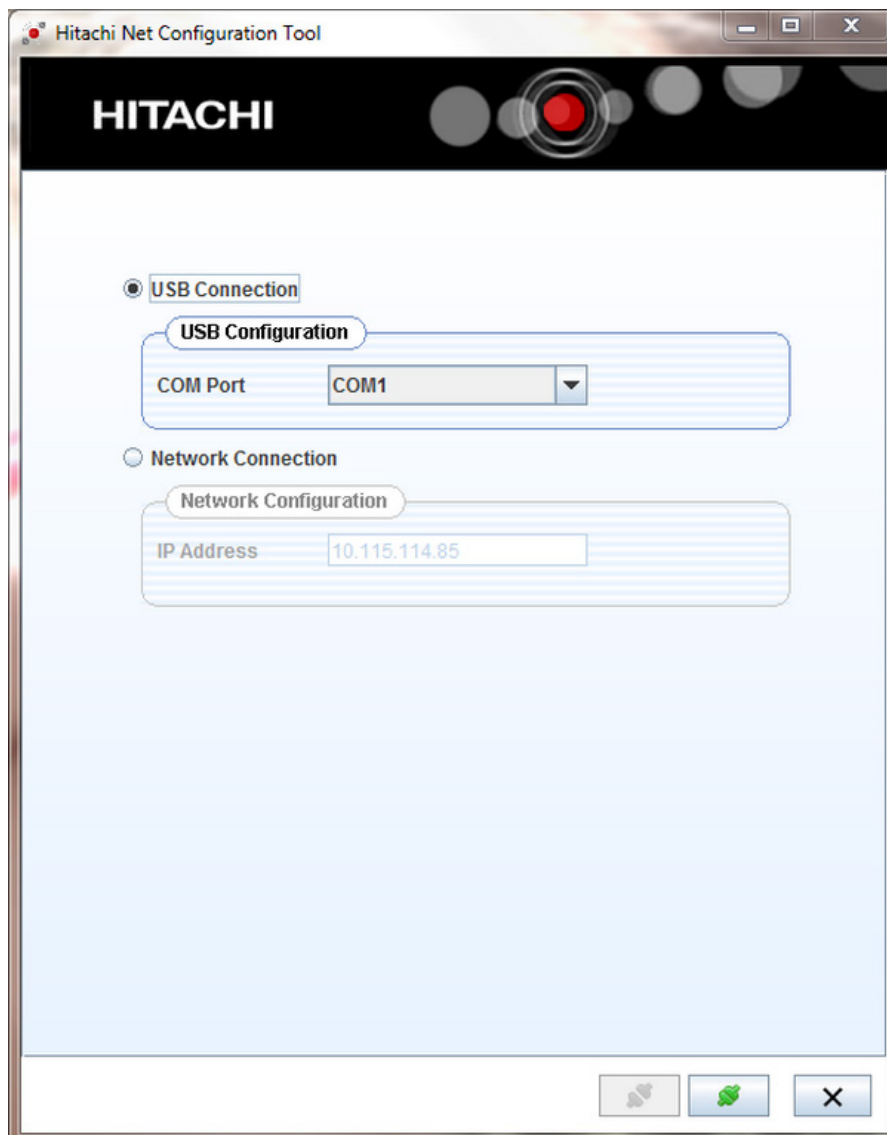 Hitachi Net Configuration Tool
HITACHI
USB Connection
USB Configuration
COM Port COM1
Network Connection
Network Configuration
IP Address 10.115.114.85